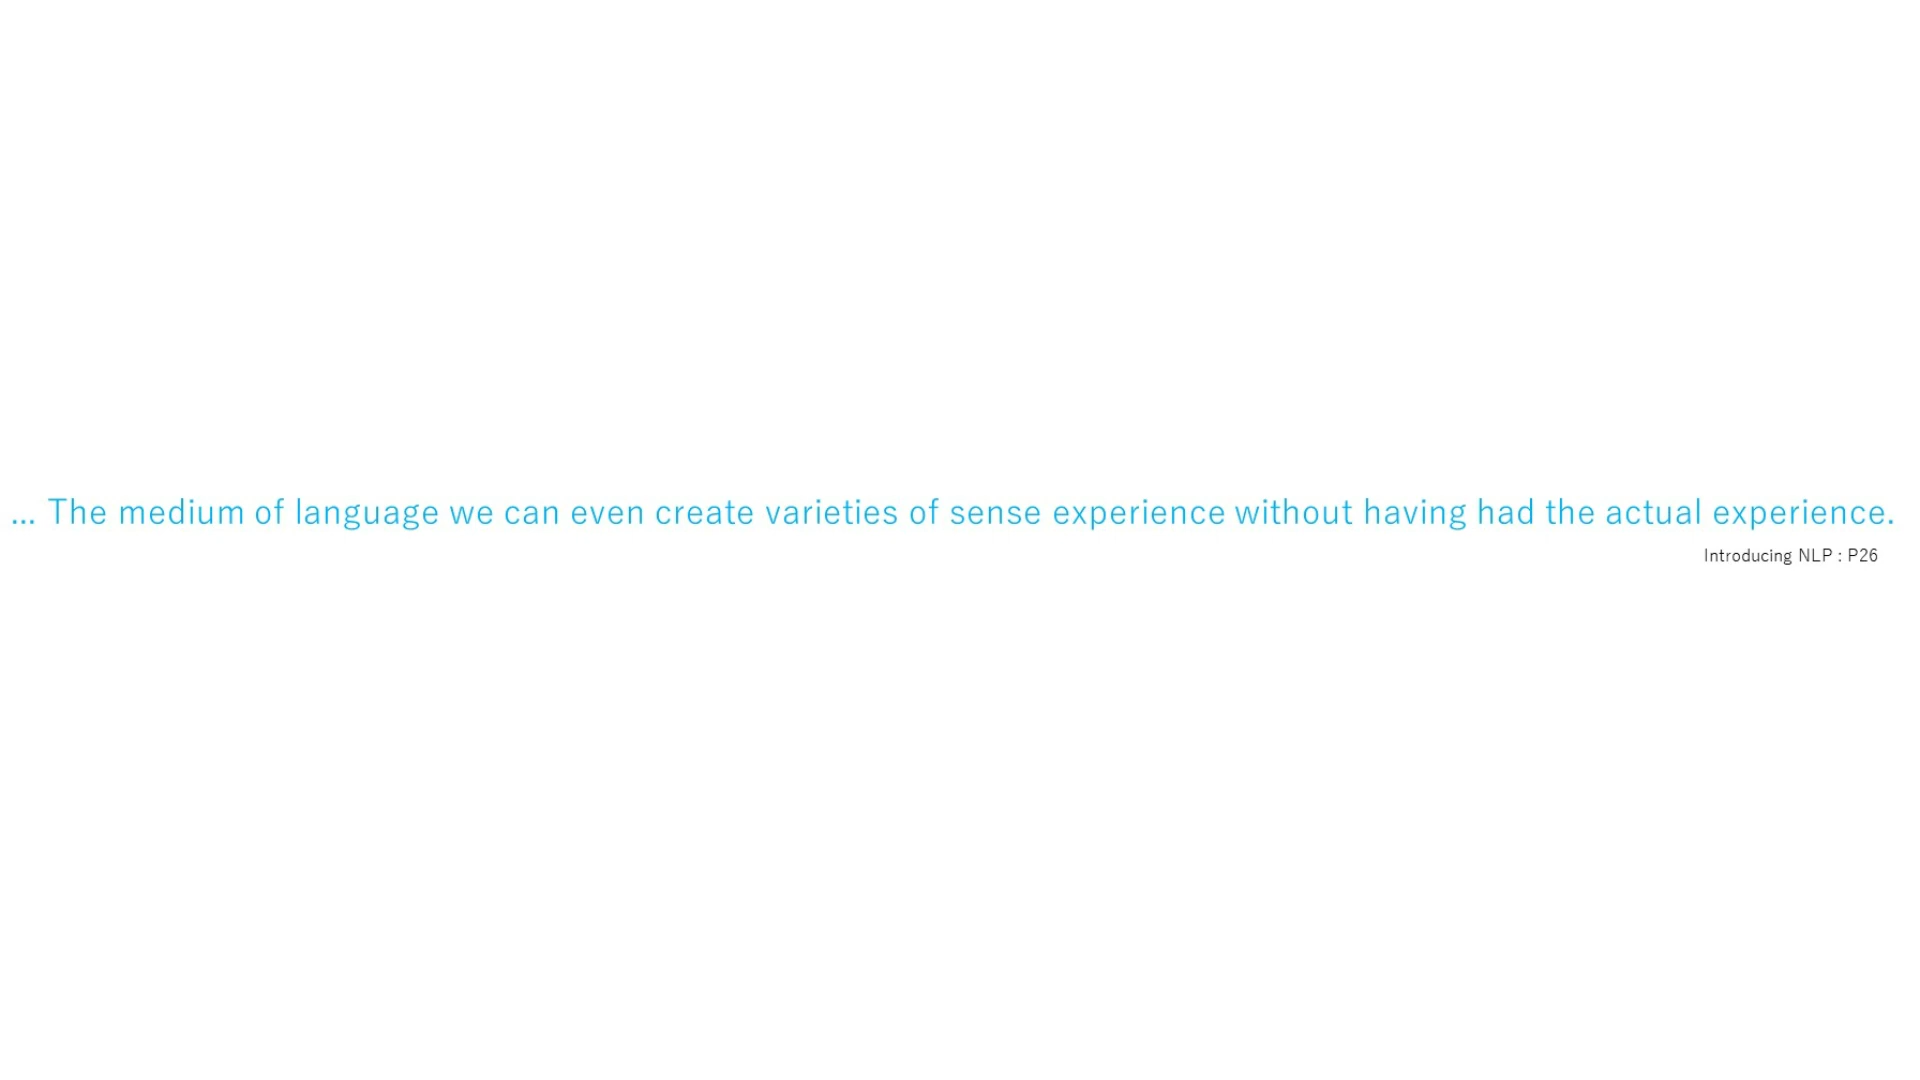 ... The medium of language we can even create varieties of sense experience without having had the actual experience.
Introducing NLP : P26